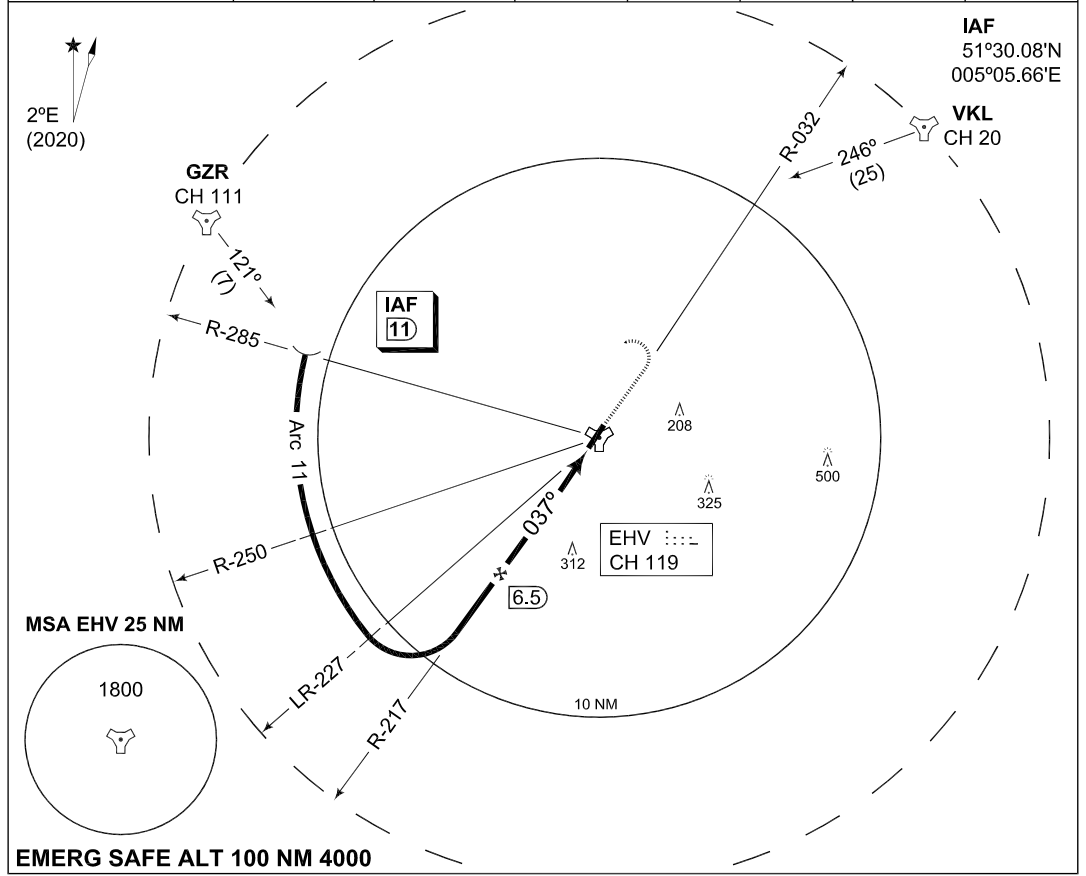 IAF
51º30.08'N
005º05.66'E
2ºE
(2020)
VKL
CH 20
R-032
246º
(25)
GZR
CH 111
121º
(7)
IAF
11
R-285
Arc 11
208
500
325
037º
EHV
CH 119
312
R-250
6.5
MSA EHV 25 NM
LR-227
1800
R-217
10 NM
EMERG SAFE ALT 100 NM 4000